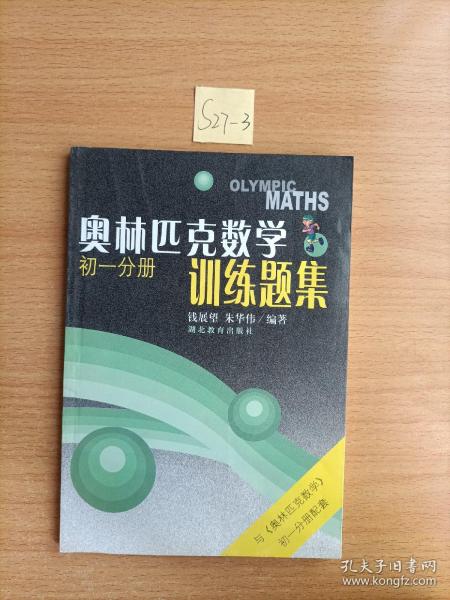 S27-3
OLYMPIC
MATHS
奥林匹克数学
初一分册
训练题集
钱展望 朱华伟/编著
湖北教育出版社
与《奥林匹克数学》
初一分册配套
孔夫子旧书网
www.kongfz.com